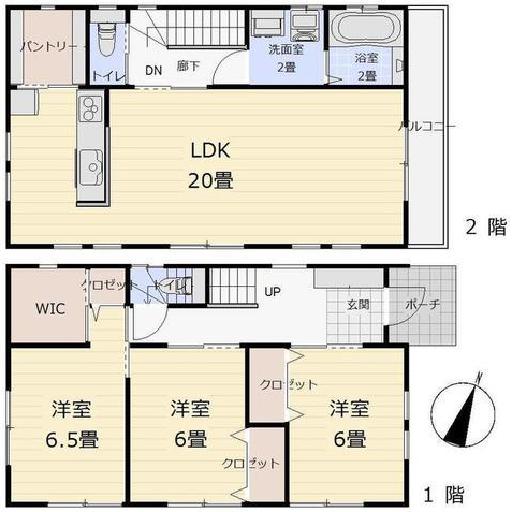 パントリー
トイレ
DN
廊下
洗面室
2畳
浴室
2畳
バルコニー
LDK
20畳
2 階
WIC
クロゼット
トイレ
UP
玄関
ポーチ
洋室
6.5畳
洋室
6畳
クロゼット
洋室
6畳
クロゼット
1 階
N